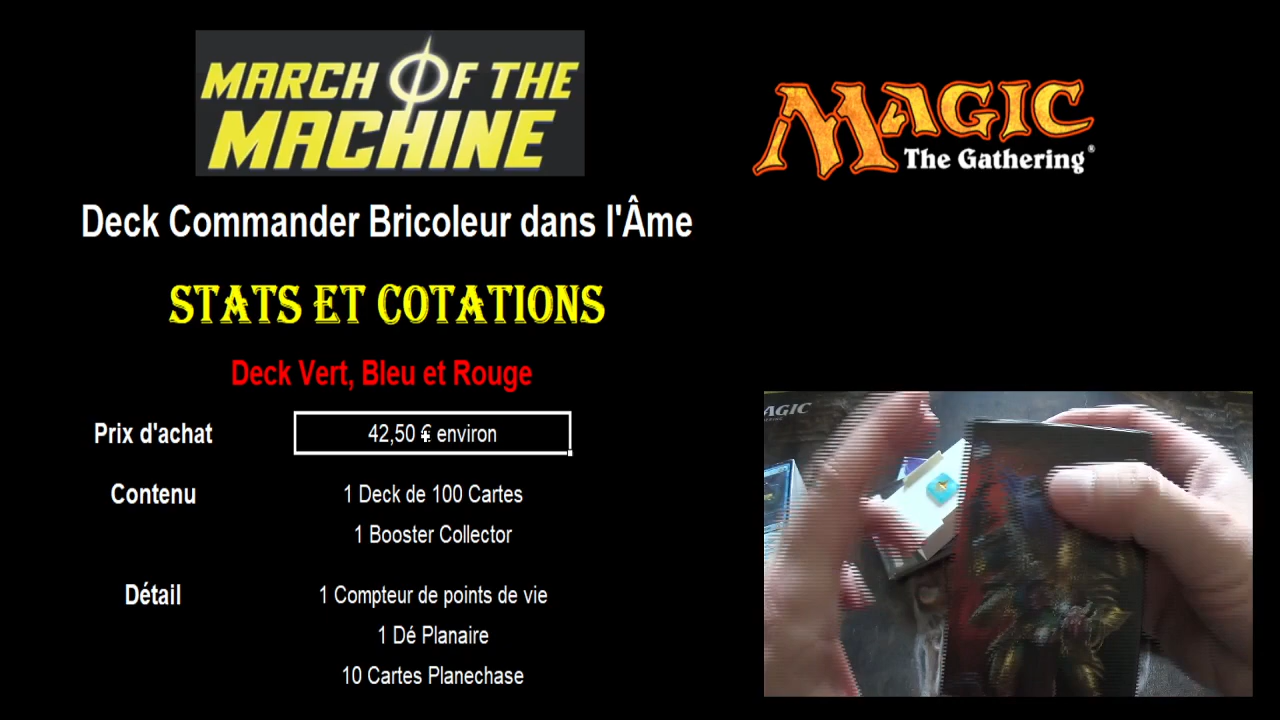 MARCH OF THE
MACHINE
MAGIC
The Gathering®
Deck Commander Bricoleur dans l'Âme
STATS ET COTATIONS
Deck Vert, Bleu et Rouge
Prix d'achat
42,50 € environ
Contenu
1 Deck de 100 Cartes
1 Booster Collector
Détail
1 Compteur de points de vie
1 Dé Planaire
10 Cartes Planechase
AGIC